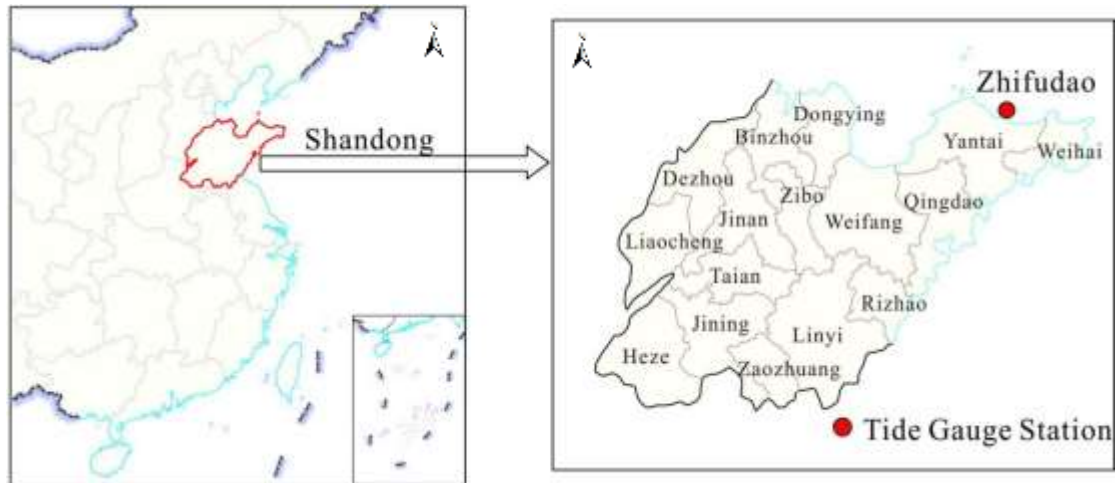 Shandong
Zhifudao
Dongying
Binzhou
Yantai
Weihai
Dezhou
Zibo
Qingdao
Jinan
Weifang
Liaocheng
Taian
Rizhao
Jining
Linyi
Heze
Zaozhuang
Tide Gauge Station